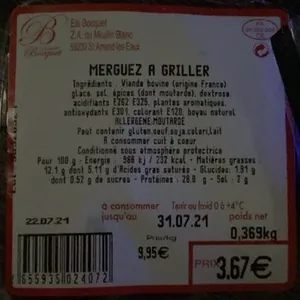 Ets Bocquet
Z.A. du Moulin Blanc
59230 St Amand-les-Eaux
Bocquet
MERGUEZ A GRILLER
Ingrédients : Viande bovine (origine France)
glace, sel, épices (dont moutarde), dextrose,
acidifiants E262 E325, plantes aromatiques,
antioxydants E301, colorant E120, boyau naturel
ALLERGENE:MOUTARDE
Peut contenir gluten,oeuf,soja,coleri,lait
A consommer cuit à coeur
Conditionné sous atmosphère protectrice
Pour 100 g - Energie : 966 kj / 232 kcal - Matières grasses
12.1 g dont 5.11 g d'Acides gras saturés - Glucides: 1.91 g
dont 0.52 g de sucres - Protéines : 28.8 g - Sel : 2 g
à consommer
jusqu'au
Tenir au froid 0 à +4°C
22.07.21
31.07.21
poids net
0,369kg
Prix/kg
9,95€
PRIX
3.67€
3655935024072